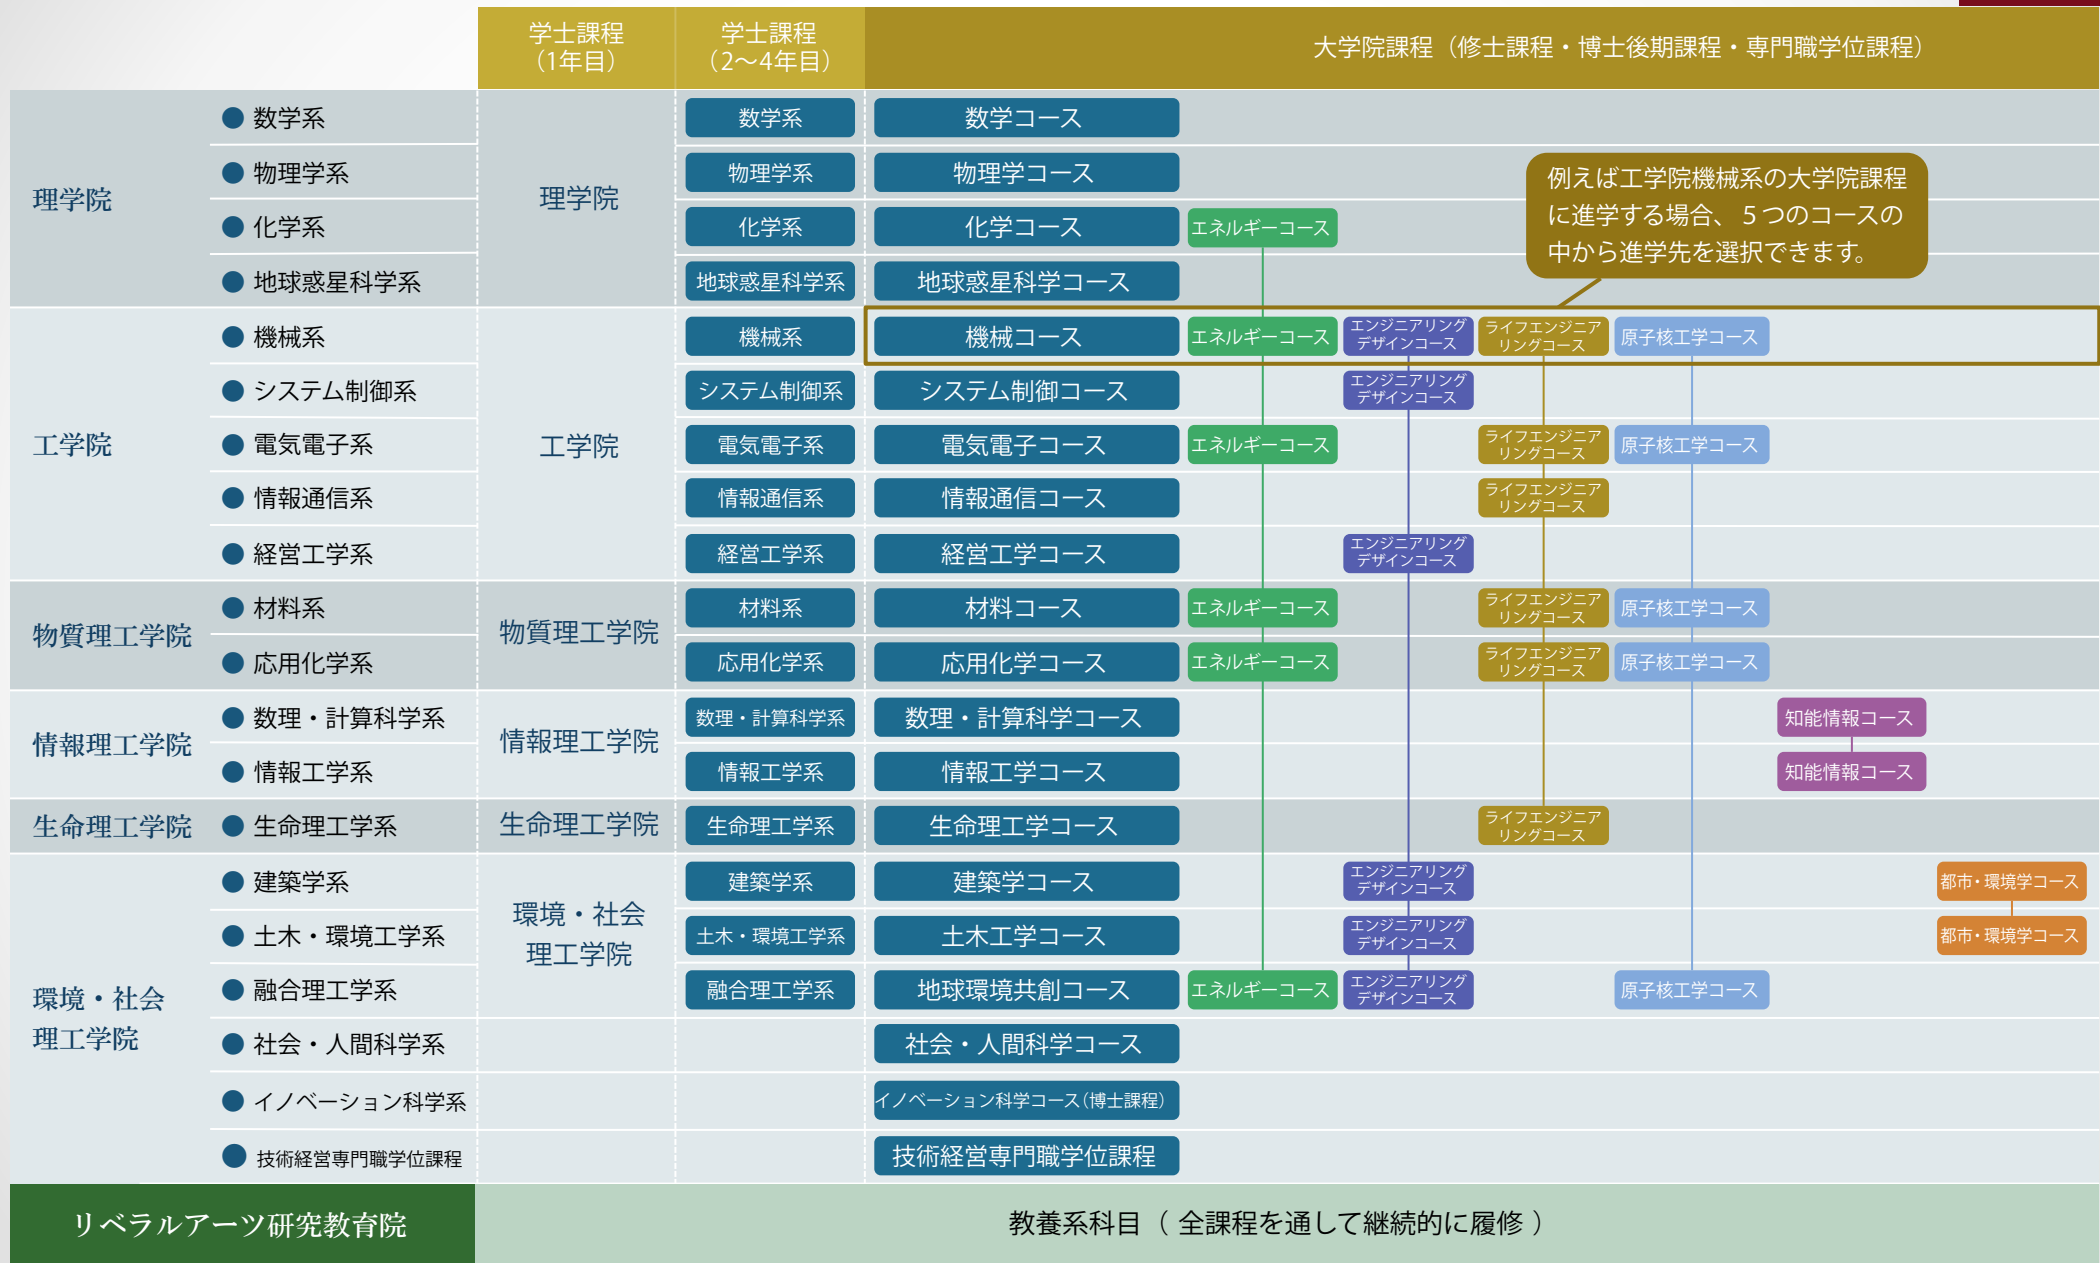 学士課程
（1年目）
学士課程
（2～4年目）
大学院課程（修士課程・博士後期課程・専門職学位課程）
理学院
理学院
数学系
数学系
数学コース
物理学系
物理学系
物理学コース
化学系
化学系
化学コース
エネルギーコース
地球惑星科学系
地球惑星科学系
地球惑星科学コース
例えば工学院機械系の大学院課程
に進学する場合、５つのコースの
中から進学先を選択できます。
工学院
工学院
機械系
機械系
機械コース
エネルギーコース
エンジニアリング
デザインコース
ライフエンジニア
リングコース
原子核工学コース
システム制御系
システム制御系
システム制御コース
エンジニアリング
デザインコース
電気電子系
電気電子系
電気電子コース
エネルギーコース
ライフエンジニア
リングコース
原子核工学コース
情報通信系
情報通信系
情報通信コース
ライフエンジニア
リングコース
経営工学系
経営工学系
経営工学コース
エンジニアリング
デザインコース
物質理工学院
物質理工学院
材料系
材料系
材料コース
エネルギーコース
ライフエンジニア
リングコース
原子核工学コース
応用化学系
応用化学系
応用化学コース
エネルギーコース
ライフエンジニア
リングコース
原子核工学コース
情報理工学院
情報理工学院
数理・計算科学系
数理・計算科学系
数理・計算科学コース
知能情報コース
情報工学系
情報工学系
情報工学コース
知能情報コース
生命理工学院
生命理工学系
生命理工学院
生命理工学系
生命理工学コース
ライフエンジニア
リングコース
環境・社会
理工学院
環境・社会
理工学院
建築学系
建築学系
建築学コース
エンジニアリング
デザインコース
都市・環境学コース
土木・環境工学系
土木・環境工学系
土木工学コース
エンジニアリング
デザインコース
都市・環境学コース
融合理工学系
融合理工学系
地球環境共創コース
エネルギーコース
エンジニアリング
デザインコース
原子核工学コース
社会・人間科学系
社会・人間科学コース
イノベーション科学系
イノベーション科学コース（博士課程）
技術経営専門職学位課程
技術経営専門職学位課程
リベラルアーツ研究教育院
教養系科目（ 全課程を通して継続的に履修 ）